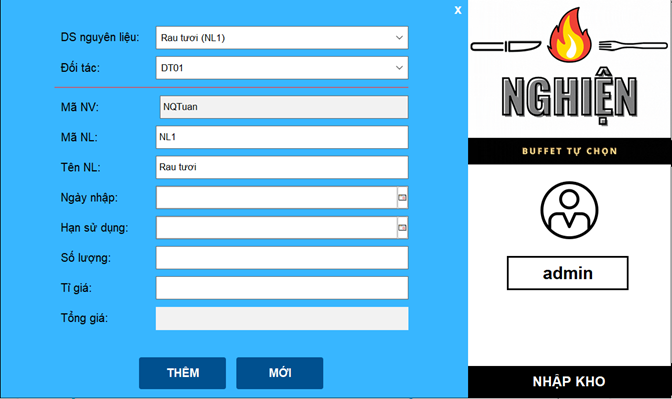 x
DS nguyên liệu: Rau tươi (NL1)
Đối tác: DT01
Mã NV: NQTuan
Mã NL: NL1
Tên NL: Rau tươi
Ngày nhập:
Hạn sử dụng:
Số lượng:
Tỉ giá:
Tổng giá:
THÊM MỚI
NGHIỆN
BUFFET TỰ CHỌN
admin
NHẬP KHO